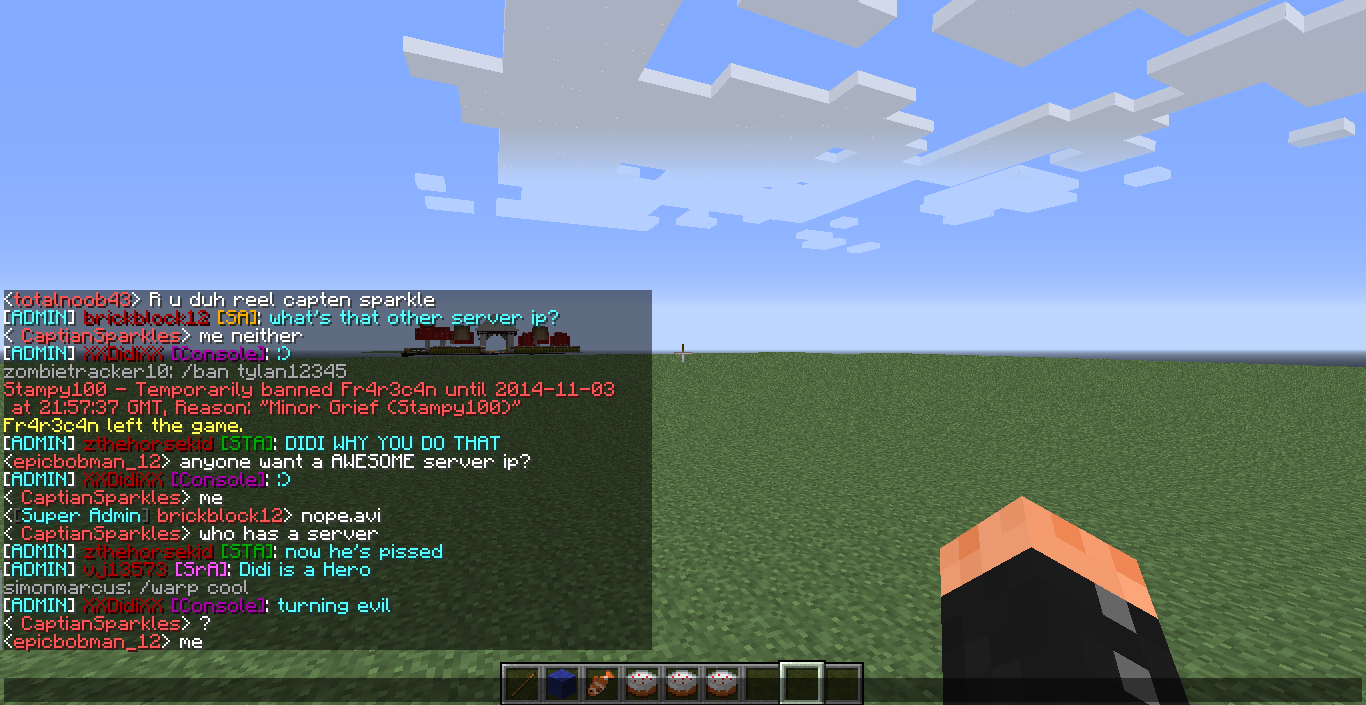 <totalnoob43> R u duh reel capten sparkle
[ADMIN] brickblock12 [SA]: what's that other server ip?
< CaptianSparkles> me neither
[ADMIN] XXDidiXX [Console]: :)
zombietracker10: /ban tylan12345
Stampy100 - Temporarily banned Fr4r3c4n until 2014-11-03
at 21:57:37 GMT, Reason: "Minor Grief (Stampy100)"
Fr4r3c4n left the game.
[ADMIN] zthehorsekid [STA]: DIDI WHY YOU DO THAT
<epicbobman_12> anyone want a AWESOME server ip?
[ADMIN] XXDidiXX [Console]: :)
< CaptianSparkles> me
<[Super Admin] brickblock12> nope.avi
< CaptianSparkles> who has a server
[ADMIN] zthehorsekid [STA]: now he's pissed
[ADMIN] vj13573 [SrA]: Didi is a Hero
simonmarcus: /warp cool
[ADMIN] XXDidiXX [Console]: turning evil
< CaptianSparkles> ?
<epicbobman_12> me